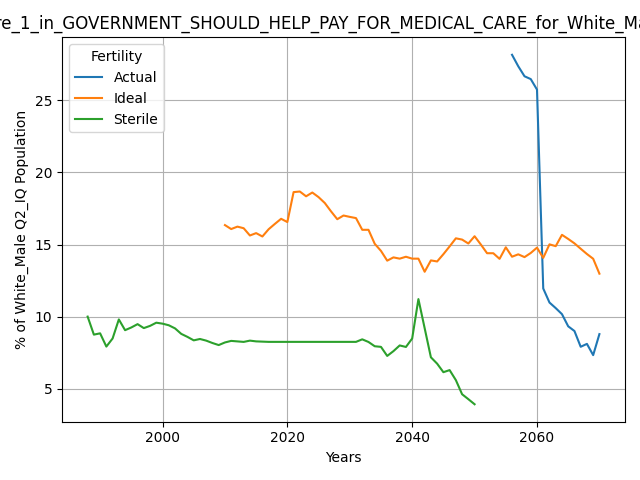 re_1_in_GOVERNMENT_SHOULD_HELP_PAY_FOR_MEDICAL_CARE_for_White_Ma
Fertility
Actual
Ideal
Sterile
% of White_Male Q2_IQ Population
25
20
15
10
5
2000
2020
2040
2060
Years